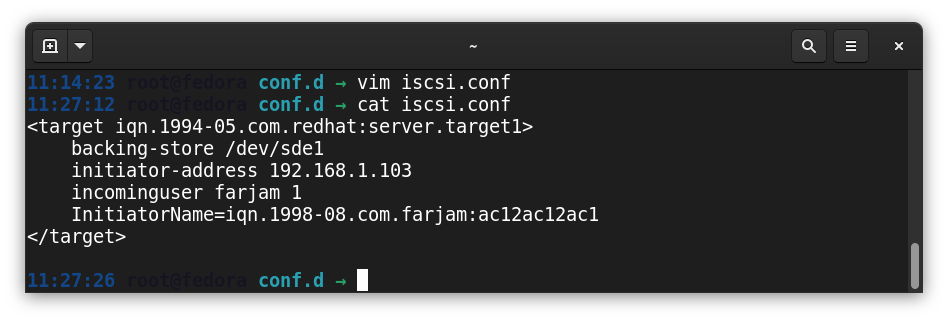 ~
11:14:23 root@fedora conf.d → vim iscsi.conf
11:27:12 root@fedora conf.d → cat iscsi.conf
<target iqn.1994-05.com.redhat:server.target1>
    backing-store /dev/sde1
    initiator-address 192.168.1.103
    incominguser farjam 1
    InitiatorName=iqn.1998-08.com.farjam:ac12ac12ac1
</target>
11:27:26 root@fedora conf.d →